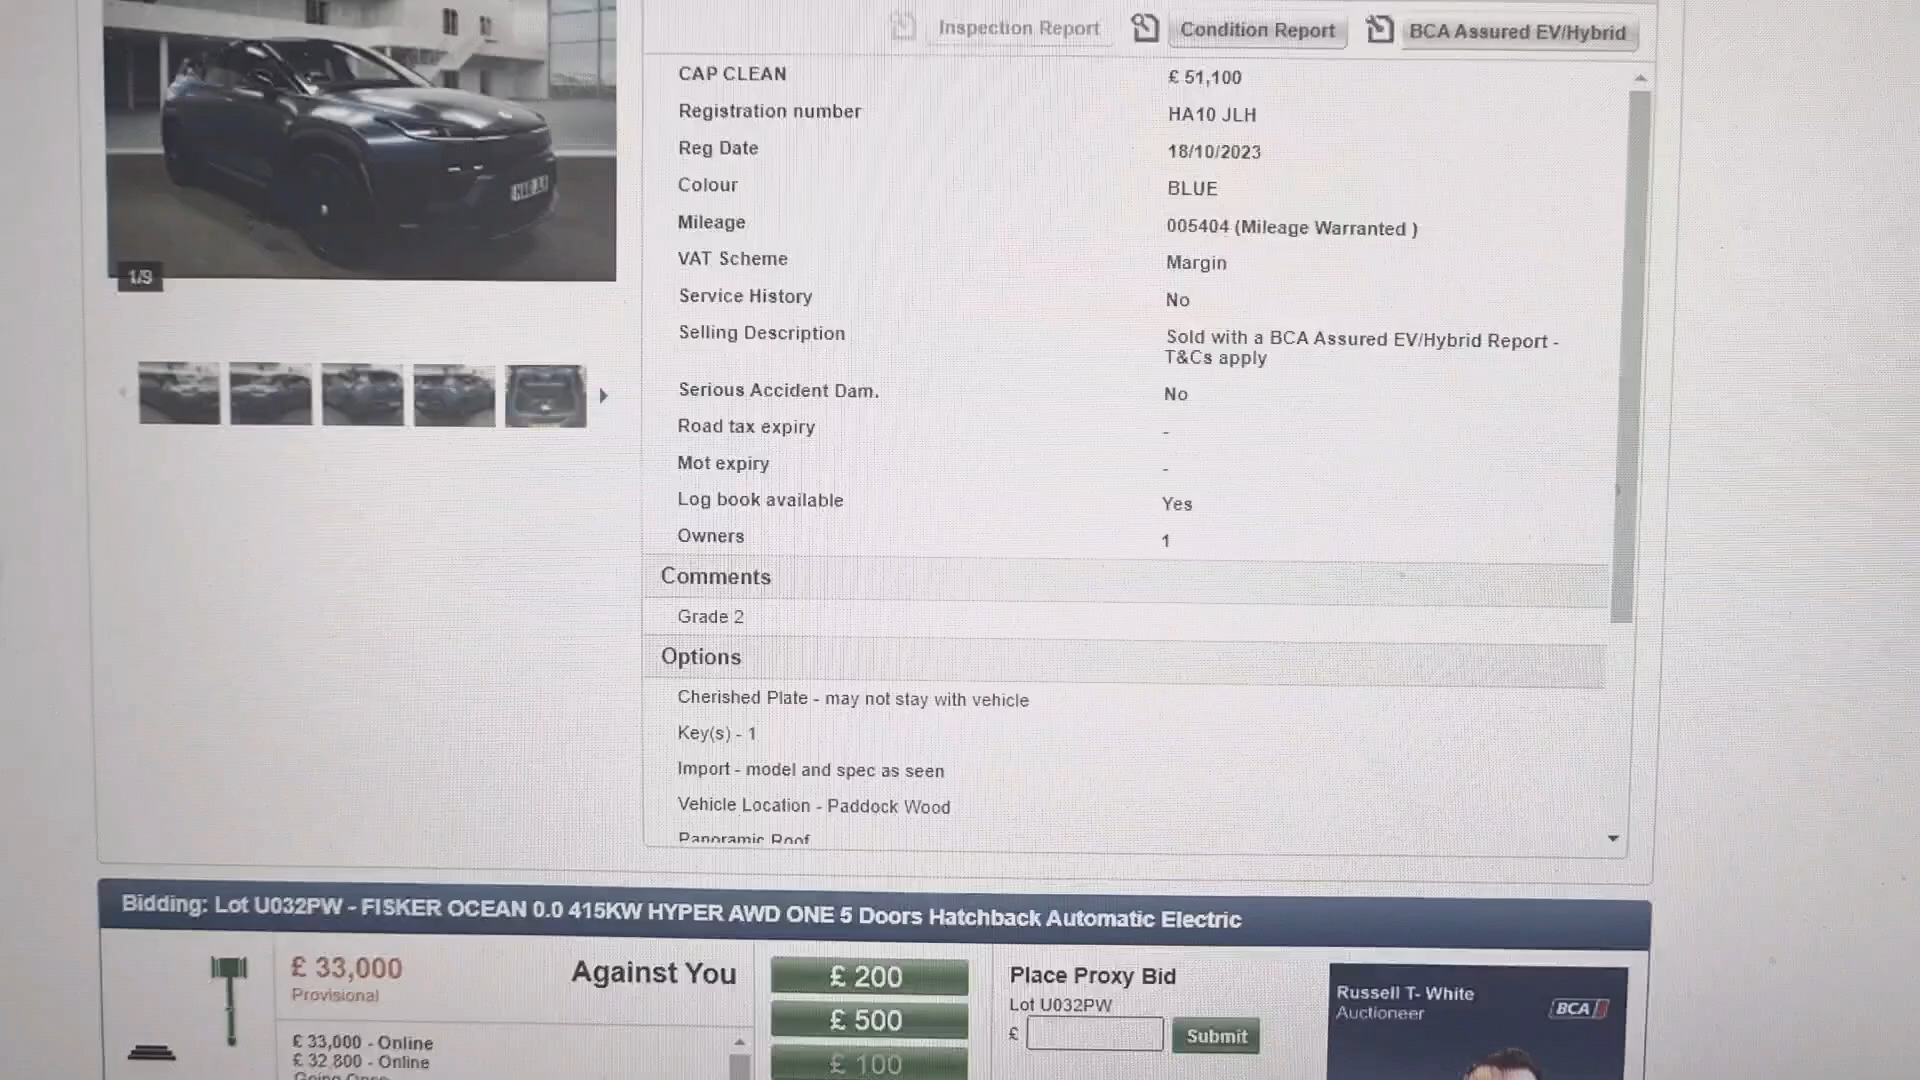 Inspection Report
Condition Report
BCA Assured EV/Hybrid
CAP CLEAN £ 51,100
Registration number HA10 JLH
Reg Date 18/10/2023
Colour BLUE
Mileage 005404 (Mileage Warranted )
VAT Scheme Margin
Service History No
Selling Description Sold with a BCA Assured EV/Hybrid Report -
T&Cs apply
Serious Accident Dam. No
Road tax expiry -
Mot expiry -
Log book available Yes
Owners 1
Comments
Grade 2
Options
Cherished Plate - may not stay with vehicle
Key(s) - 1
Import - model and spec as seen
Vehicle Location - Paddock Wood
Panoramic Roof
1/9
Bidding: Lot U032PW - FISKER OCEAN 0.0 415KW HYPER AWD ONE 5 Doors Hatchback Automatic Electric
£ 33,000
Provisional
Against You
£ 33,000 - Online
£ 32,800 - Online
£ 200
£ 500
£ 100
Place Proxy Bid
Lot U032PW
£
Submit
Russell T- White
Auctioneer
BCA